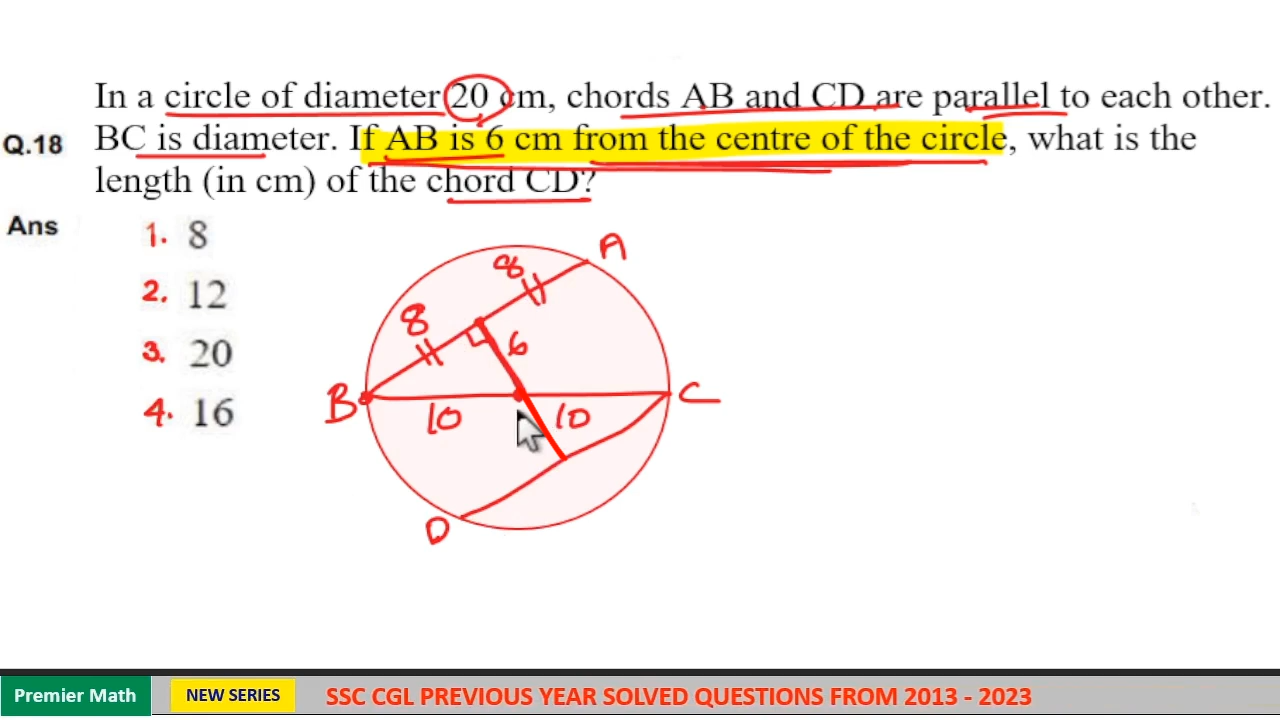 In a circle of diameter 20 cm, chords AB and CD are parallel to each other.
Q.18 BC is diameter. If AB is 6 cm from the centre of the circle, what is the
length (in cm) of the chord CD?
Ans 1. 8
2. 12
3. 20
4. 16
A
8
8
6
B
C
10
10
D
Premier Math NEW SERIES SSC CGL PREVIOUS YEAR SOLVED QUESTIONS FROM 2013 - 2023